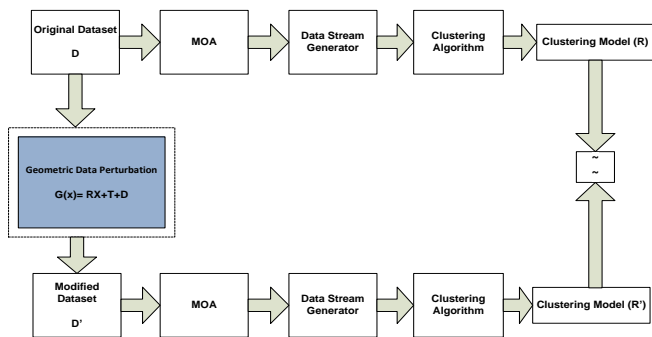 Original Dataset
D
MOA
Data Stream
Generator
Clustering
Algorithm
Clustering Model (R)
Geometric Data Perturbation
G(x)= RX+T+D
~
~
Modified
Dataset
D'
MOA
Data Stream
Generator
Clustering
Algorithm
Clustering Model (R')